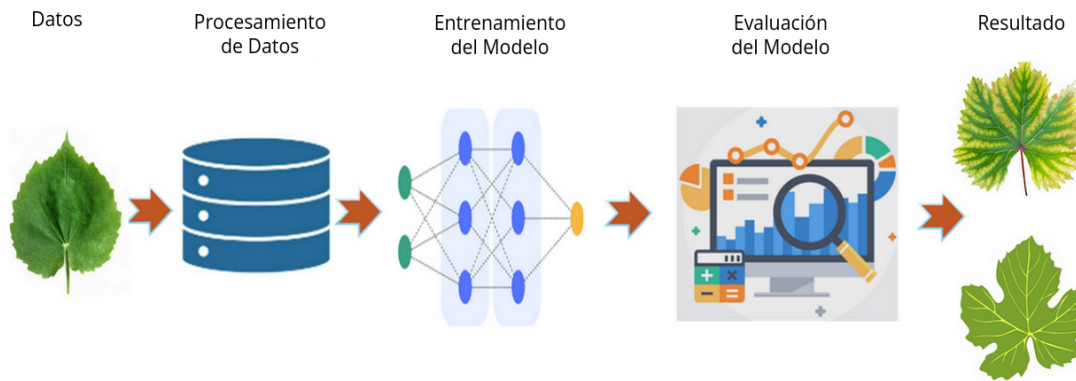 Datos
Procesamiento
de Datos
Entrenamiento
del Modelo
Evaluación
del Modelo
Resultado